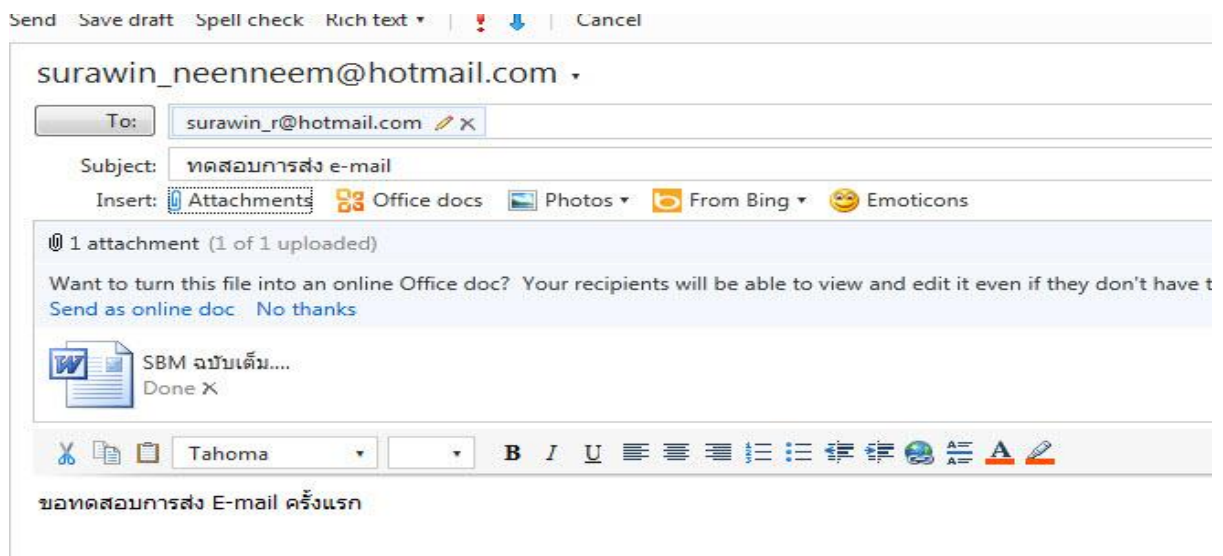 Send Save draft Spell check Rich text Cancel
surawin_neenneem@hotmail.com
To: surawin_r@hotmail.com
Subject: ทดสอบการส่ง e-mail
Insert: Attachments Office docs Photos From Bing Emoticons
1 attachment (1 of 1 uploaded)
Want to turn this file into an online Office doc? Your recipients will be able to view and edit it even if they don't have t
Send as online doc No thanks
SBM ฉบับเต็ม....
Done
Tahoma B I U A
ขอทดสอบการส่ง E-mail ครั้งแรก